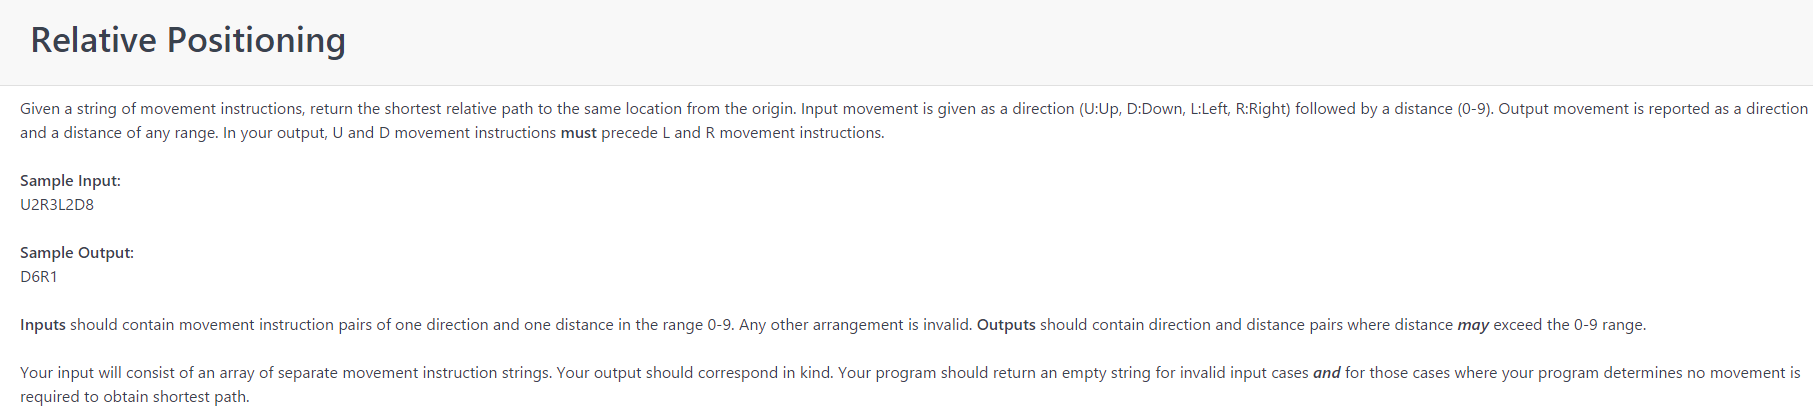 Relative Positioning
Given a string of movement instructions, return the shortest relative path to the same location from the origin. Input movement is given as a direction (U:Up, D:Down, L:Left, R:Right) followed by a distance (0-9). Output movement is reported as a direction
and a distance of any range. In your output, U and D movement instructions must precede L and R movement instructions.
Sample Input:
U2R3L2D8
Sample Output:
D6R1
Inputs should contain movement instruction pairs of one direction and one distance in the range 0-9. Any other arrangement is invalid. Outputs should contain direction and distance pairs where distance may exceed the 0-9 range.
Your input will consist of an array of separate movement instruction strings. Your output should correspond in kind. Your program should return an empty string for invalid input cases and for those cases where your program determines no movement is
required to obtain shortest path.